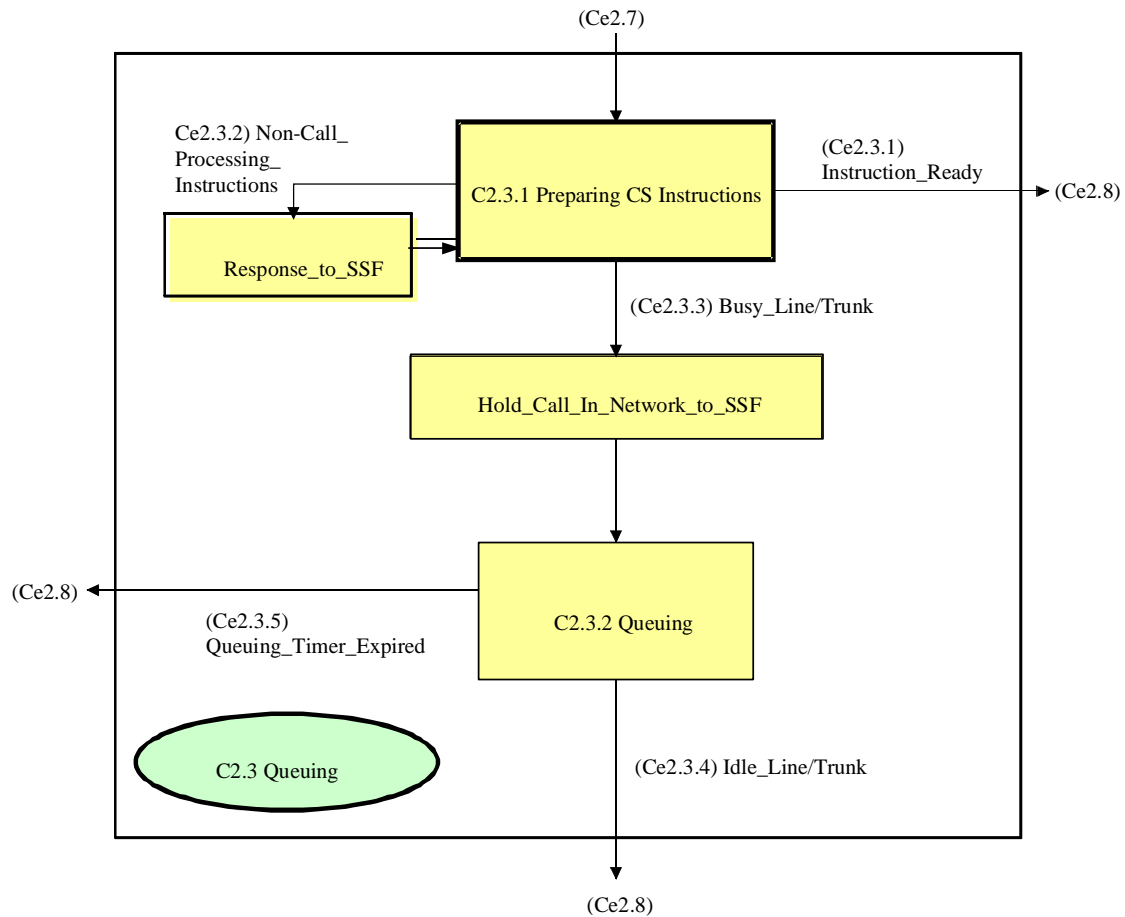 (Ce2.7)
Ce2.3.2) Non-Call_
Processing_
Instructions
(Ce2.3.1)
Instruction_Ready
C2.3.1 Preparing CS Instructions
(Ce2.8)
Response_to_SSF
(Ce2.3.3) Busy_Line/Trunk
Hold_Call_In_Network_to_SSF
(Ce2.8)
(Ce2.3.5)
Queuing_Timer_Expired
C2.3.2 Queuing
C2.3 Queuing
(Ce2.3.4) Idle_Line/Trunk
(Ce2.8)